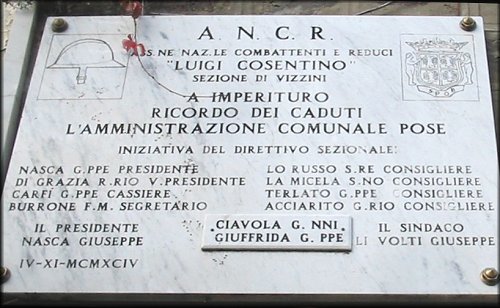 A. N. C. R.
S.NE NAZ.LE COMBATTENTI E REDUCI
"LUIGI COSENTINO"
SEZIONE DI VIZZINI
A IMPERITURO
RICORDO DEI CADUTI
L'AMMINISTRAZIONE COMUNALE POSE
INIZIATIVA DEL DIRETTIVO SEZIONALE:
NASCA G.PPE PRESIDENTE
DI GRAZIA R.RIO V.PRESIDENTE
GARFÌ G.PPE CASSIERE
BURRONE F.M. SEGRETARIO
LO RUSSO S.RE CONSIGLIERE
LA MICELA S.NO CONSIGLIERE
TERLATO G.PPE CONSIGLIERE
ACCIARITO G.RIO CONSIGLIERE
CIAVOLA G. NNI.
GIUFFRIDA G. PPE
IL PRESIDENTE
NASCA GIUSEPPE
IL SINDACO
LI VOLTI GIUSEPPE
IV-XI-MCMXCIV